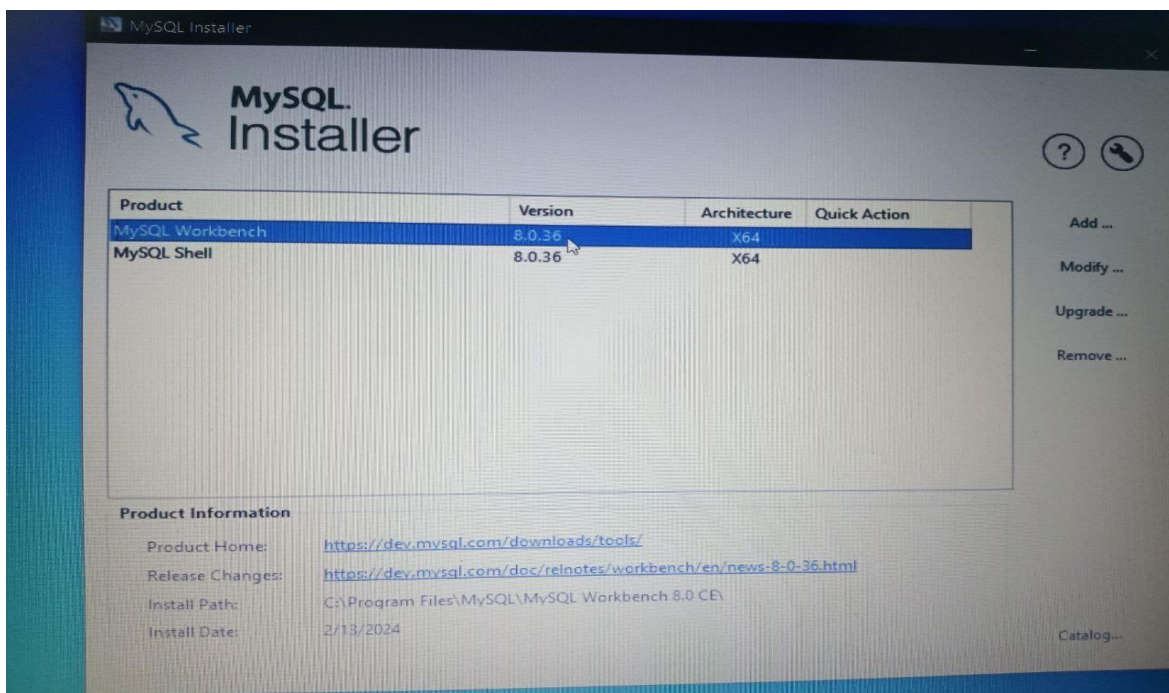 MySQL Installer
MySQL.
Installer
?
Product Version Architecture Quick Action
MySQL Workbench 8.0.36 X64
MySQL Shell 8.0.36 X64
Add ...
Modify ...
Upgrade ...
Remove ...
Product Information
Product Home: https://dev.mysql.com/downloads/tools/
Release Changes: https://dev.mysql.com/doc/relnotes/workbench/en/news-8-0-36.html
Install Path: C:\Program Files\MySQL\MySQL Workbench 8.0 CE\
Install Date: 2/13/2024
Catalog...